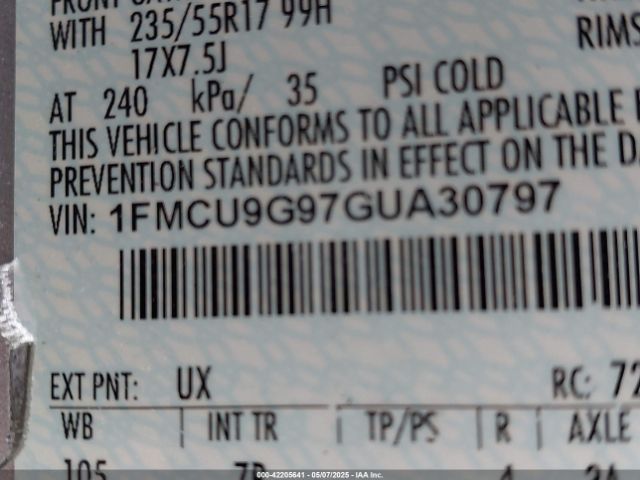 WITH 235/55R17 99H
RIMS
17X7.5J
AT 240 kPa/ 35 PSI COLD
THIS VEHICLE CONFORMS TO ALL APPLICABLE
PREVENTION STANDARDS IN EFFECT ON THE
VIN: 1FMCU9G97GUA30797
EXT PNT: UX RC: 72
WB INT TR TP/PS R AXLE
105
000-42205641 - 05/07/2025 - IAA Inc.